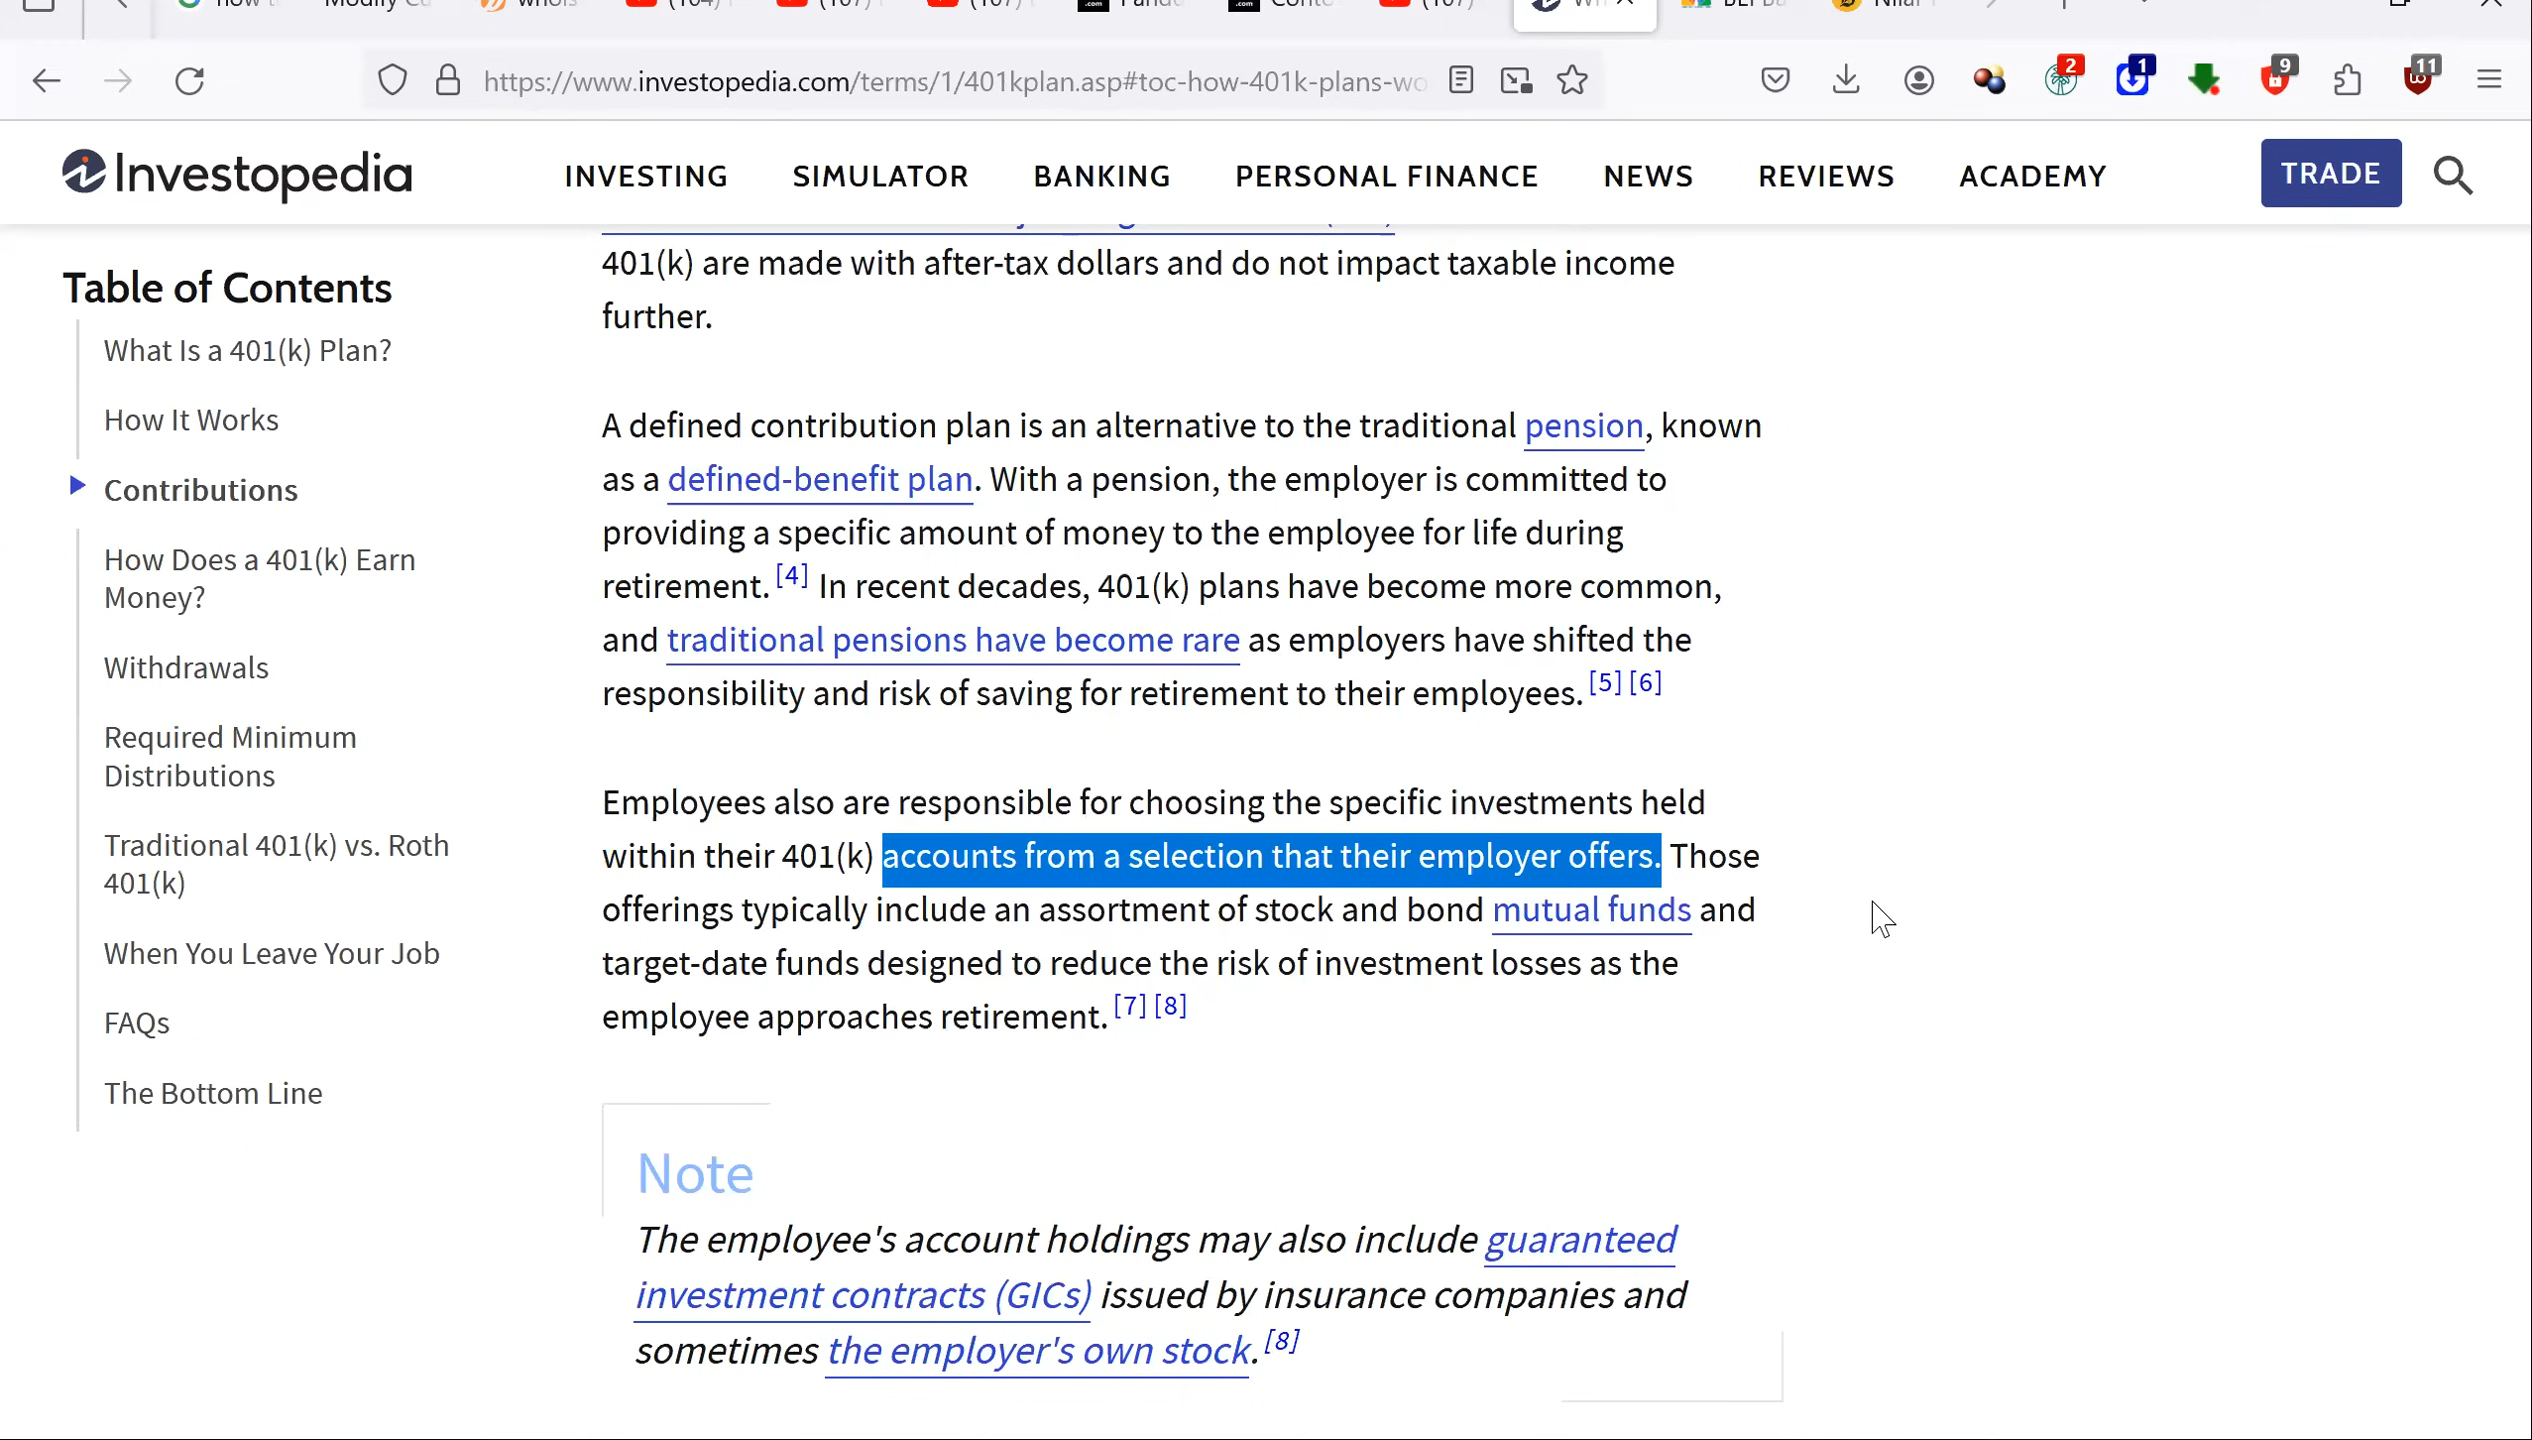 (107)
https://www.investopedia.com/terms/1/401kplan.asp#toc-how-401k-plans-wo
2
1
9
11
Investopedia
INVESTING
SIMULATOR
BANKING
PERSONAL FINANCE
NEWS
REVIEWS
ACADEMY
TRADE
Table of Contents
What Is a 401(k) Plan?
How It Works
Contributions
How Does a 401(k) Earn
Money?
Withdrawals
Required Minimum
Distributions
Traditional 401(k) vs. Roth
401(k)
When You Leave Your Job
FAQs
The Bottom Line
401(k) are made with after-tax dollars and do not impact taxable income
further.
A defined contribution plan is an alternative to the traditional pension, known
as a defined-benefit plan. With a pension, the employer is committed to
providing a specific amount of money to the employee for life during
retirement. [4] In recent decades, 401(k) plans have become more common,
and traditional pensions have become rare as employers have shifted the
responsibility and risk of saving for retirement to their employees. [5] [6]
Employees also are responsible for choosing the specific investments held
within their 401(k) accounts from a selection that their employer offers. Those
offerings typically include an assortment of stock and bond mutual funds and
target-date funds designed to reduce the risk of investment losses as the
employee approaches retirement. [7] [8]
Note
The employee's account holdings may also include guaranteed
investment contracts (GICs) issued by insurance companies and
sometimes the employer's own stock. [8]